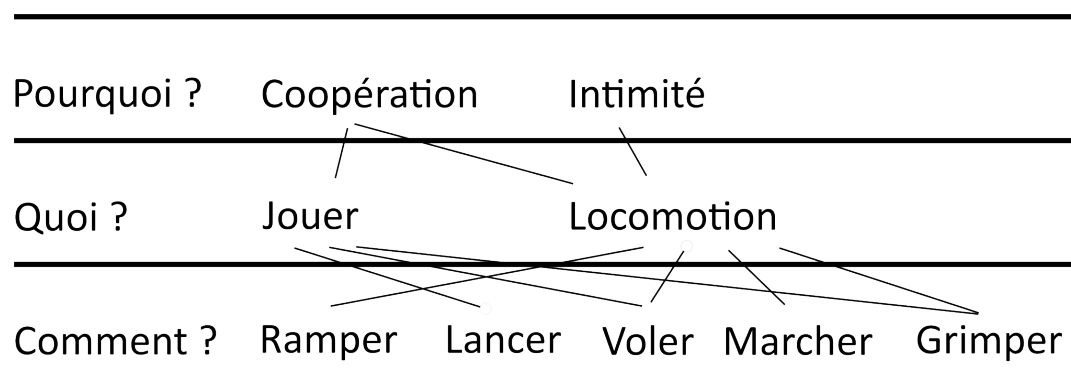 Pourquoi ? Coopération Intimité
Quoi ? Jouer Locomotion
Comment ? Ramper Lancer Voler Marcher Grimper